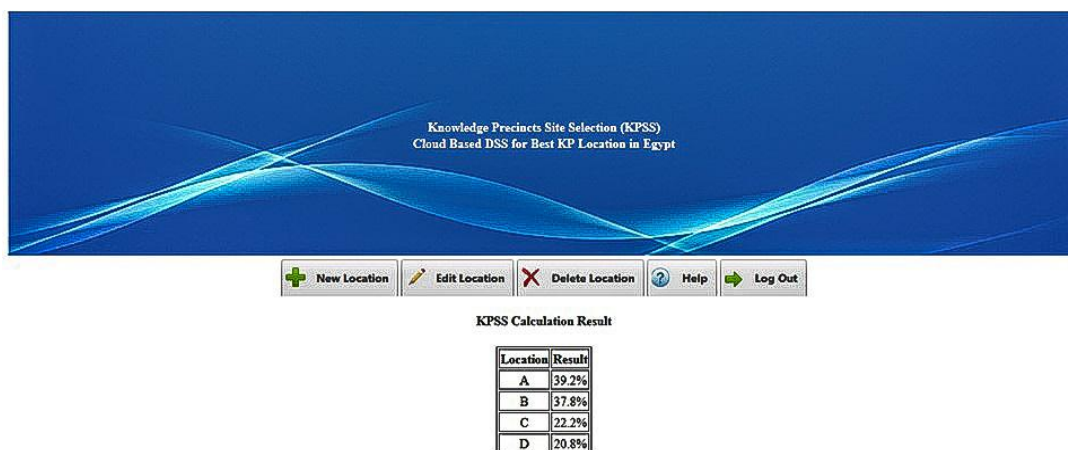 Knowledge Precincts Site Selection (KPSS)
Cloud Based DSS for Best KP Location in Egypt
New Location Edit Location Delete Location Help Log Out
KPSS Calculation Result
Location Result
A 39.2%
B 37.8%
C 22.2%
D 20.8%